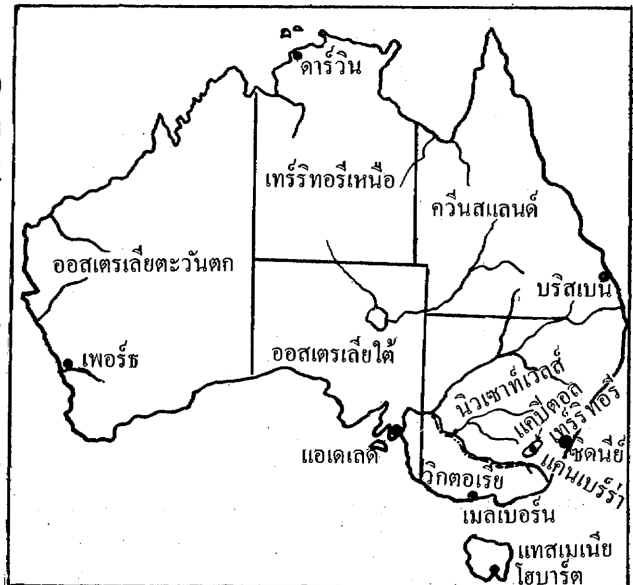 ดาร์วิน
เทร์ริทอรีเหนือ
ควีนสแลนด์
ออสเตรเลียตะวันตก
บริสเบน
เพอร์ธ
ออสเตรเลียใต้
นิวเซาท์เวลส์
แคปิตอล
เทร์ริทอรี
ซิดนีย์
แคนเบร์ร่า
แอเดเลด
วิกตอเรีย
เมลเบอร์น
แทสเมเนีย
โฮบาร์ต